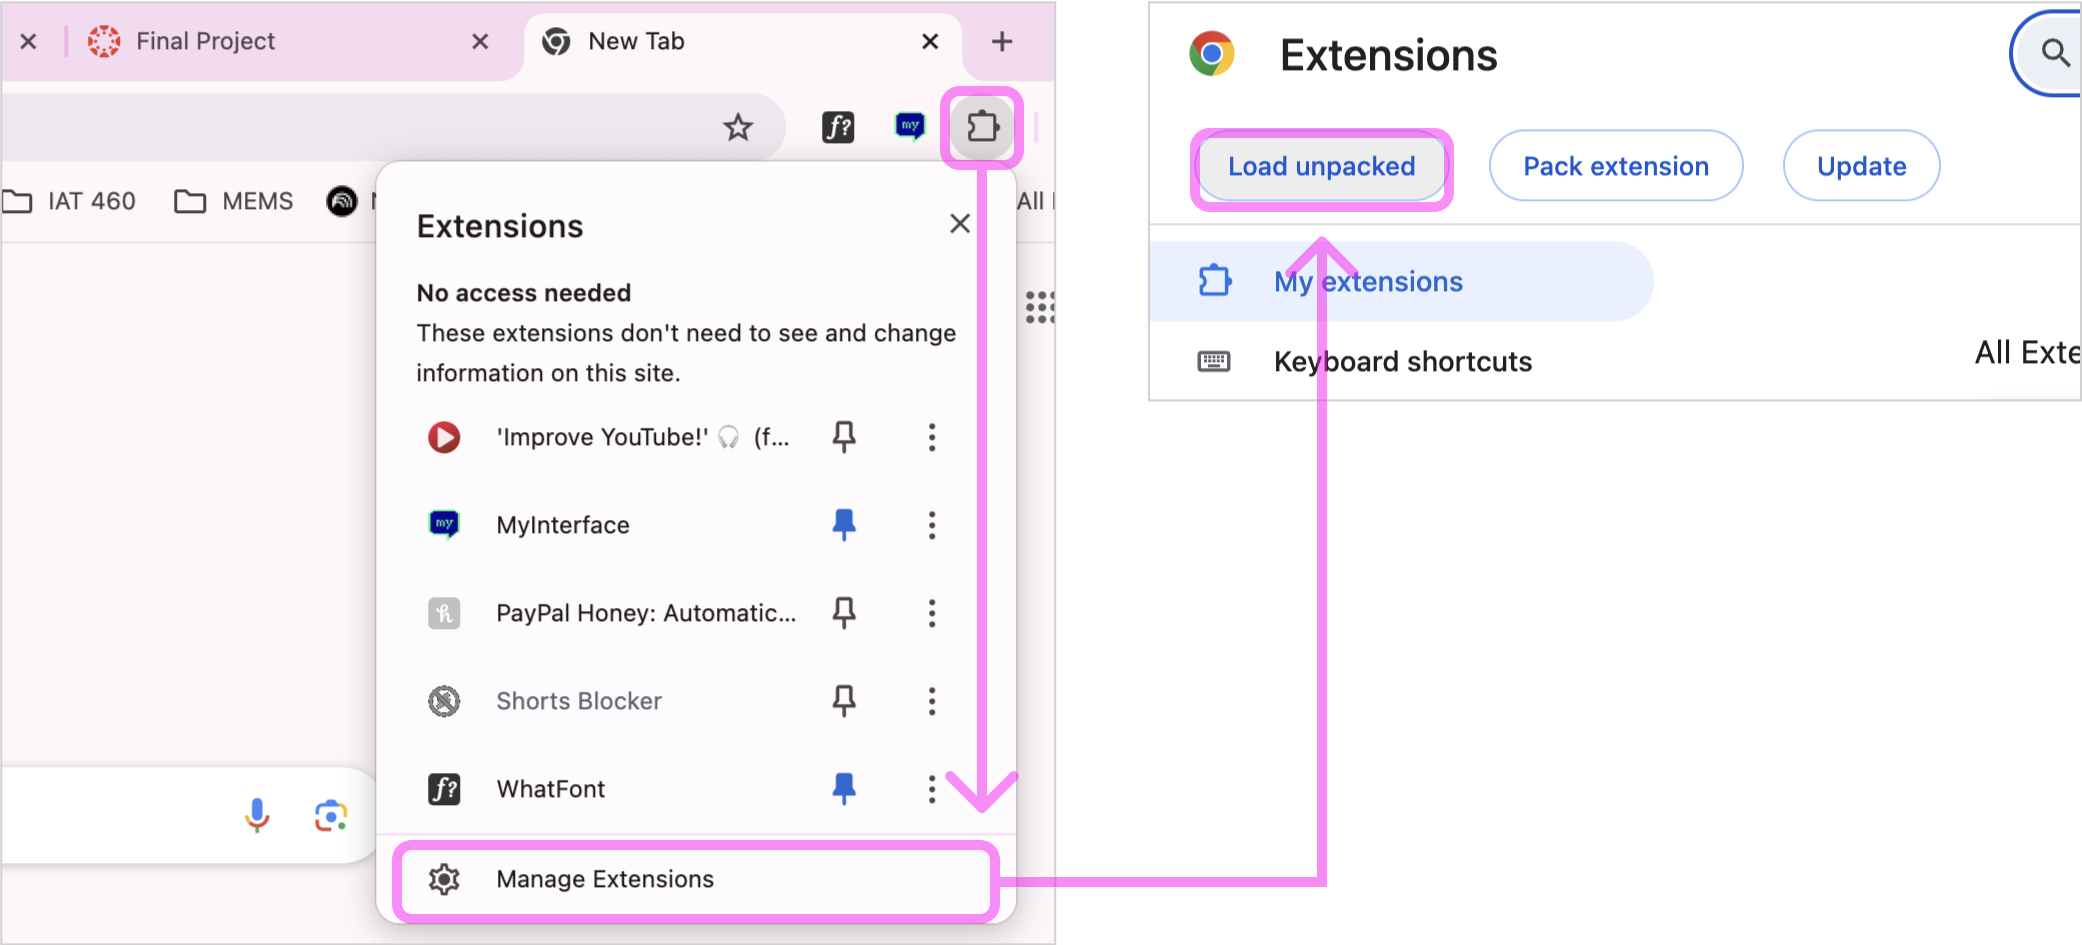 Final Project
New Tab
f?
my
IAT 460
MEMS
All
Extensions
No access needed
These extensions don't need to see and change
information on this site.
'Improve YouTube!' 🎧 (f...
my
MyInterface
h
PayPal Honey: Automatic...
Shorts Blocker
f?
WhatFont
Manage Extensions
Extensions
Load unpacked
Pack extension
Update
My extensions
Keyboard shortcuts
All Exte